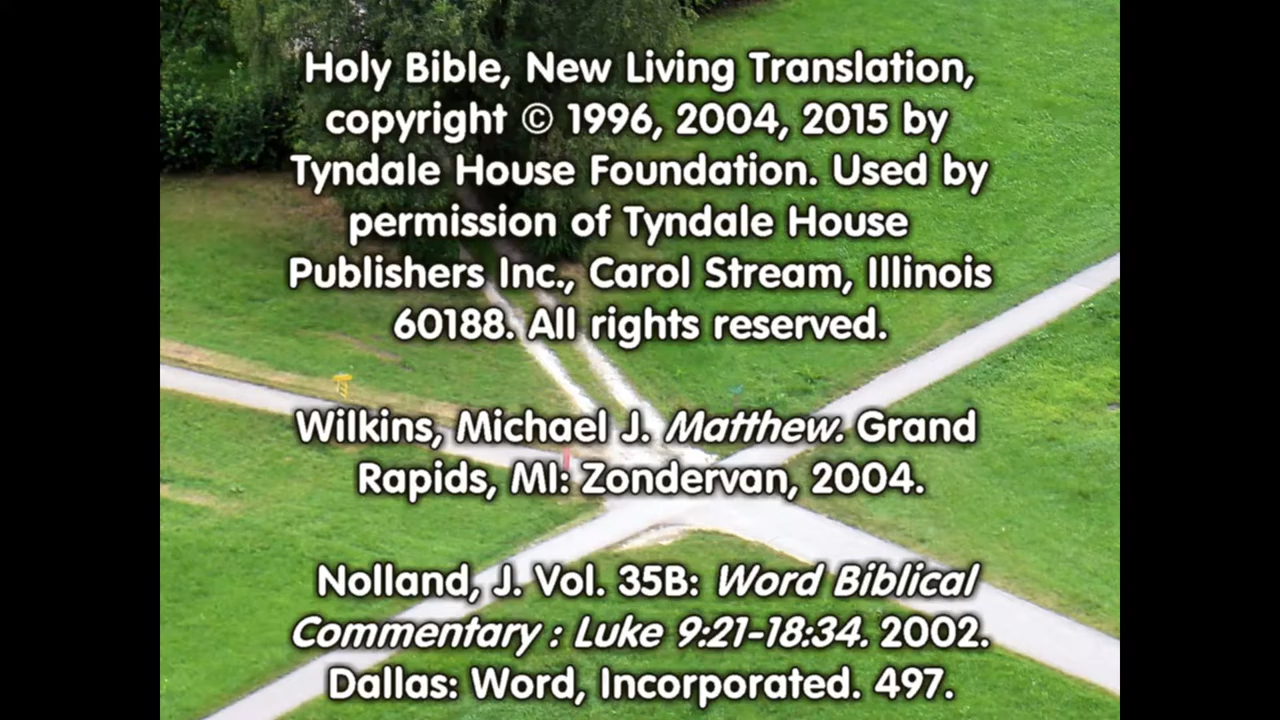 Holy Bible, New Living Translation,
copyright © 1996, 2004, 2015 by
Tyndale House Foundation. Used by
permission of Tyndale House
Publishers Inc., Carol Stream, Illinois
60188. All rights reserved.
Wilkins, Michael J. Matthew. Grand
Rapids, MI: Zondervan, 2004.
Nolland, J. Vol. 35B: Word Biblical
Commentary : Luke 9:21-18:34. 2002.
Dallas: Word, Incorporated. 497.